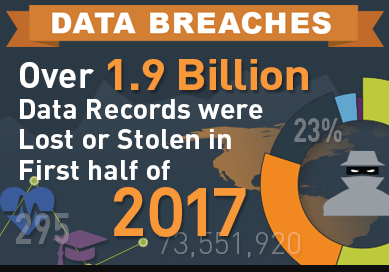 DATA BREACHES
Over 1.9 Billion
Data Records were
Lost or Stolen in
First half of
2017
23%
295
73,551,920